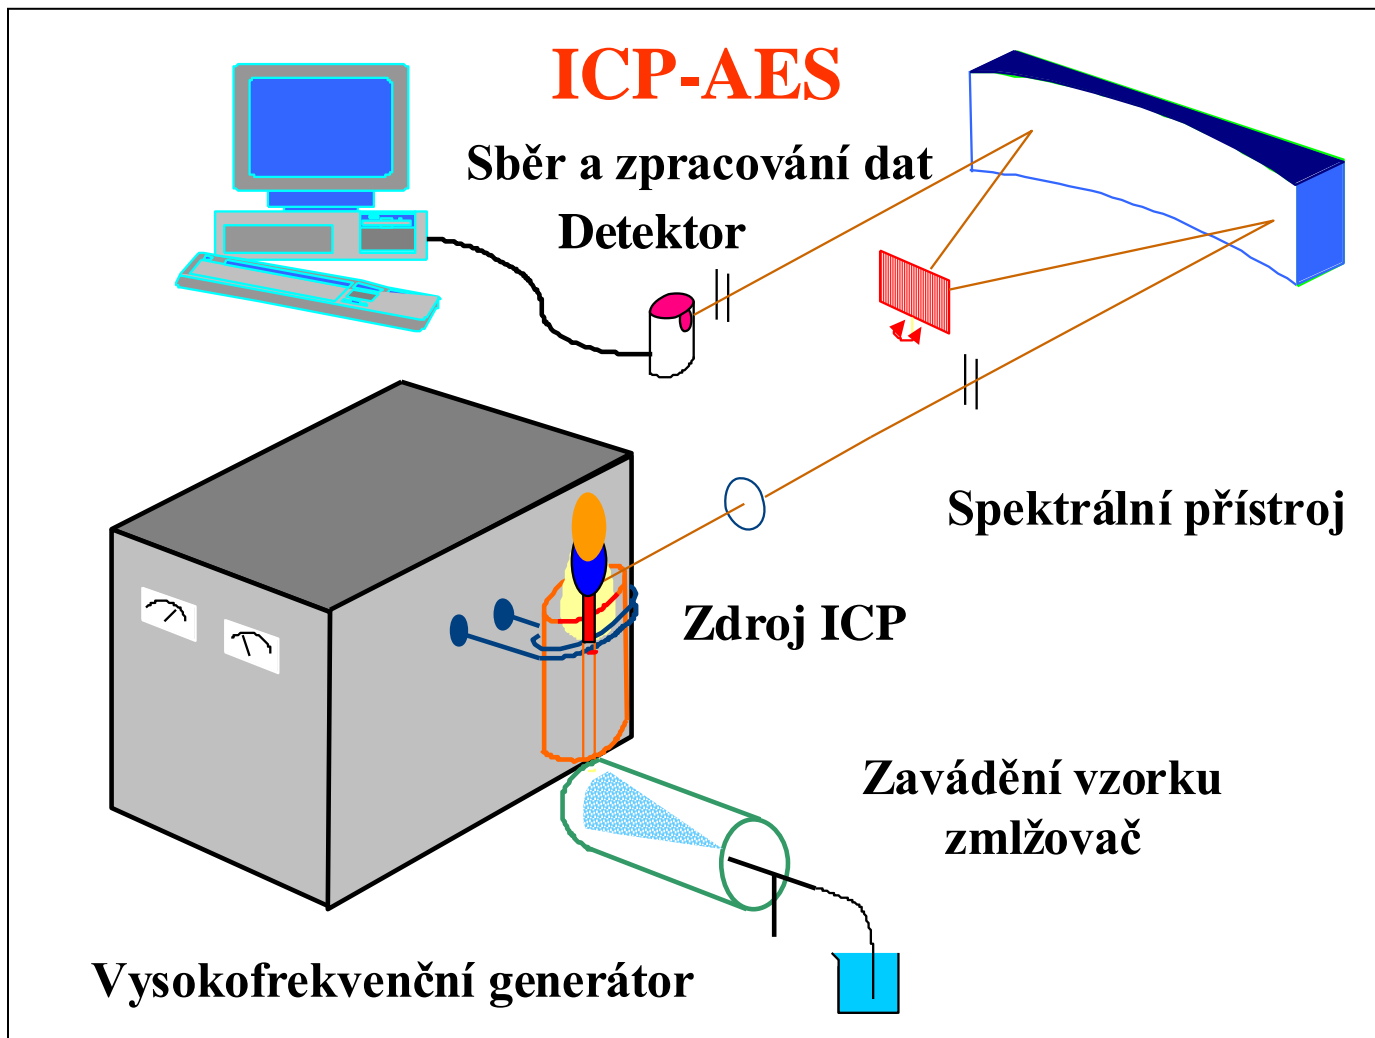 ICP-AES
Sběr a zpracování dat
Detektor
Spektrální přístroj
Zdroj ICP
Zavádění vzorku
zmlžovač
Vysokofrekvenční generátor